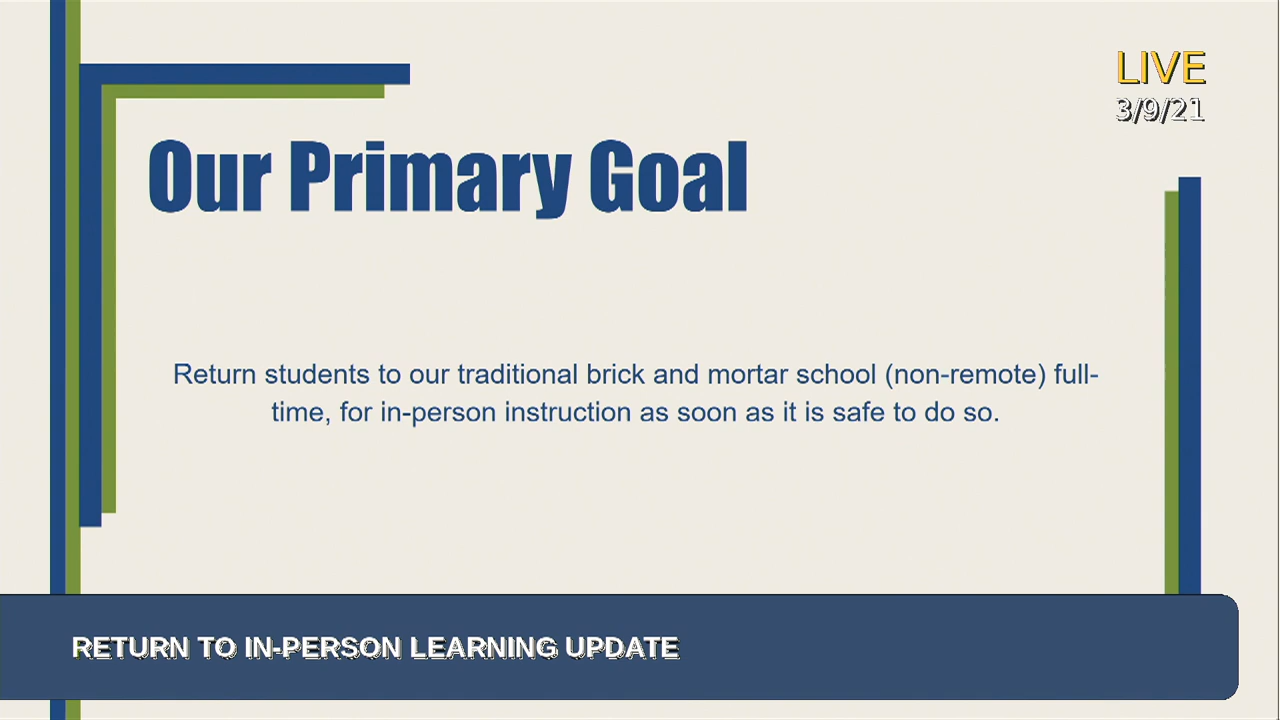 LIVE
3/9/21
Our Primary Goal
Return students to our traditional brick and mortar school (non-remote) full-
time, for in-person instruction as soon as it is safe to do so.
RETURN TO IN-PERSON LEARNING UPDATE